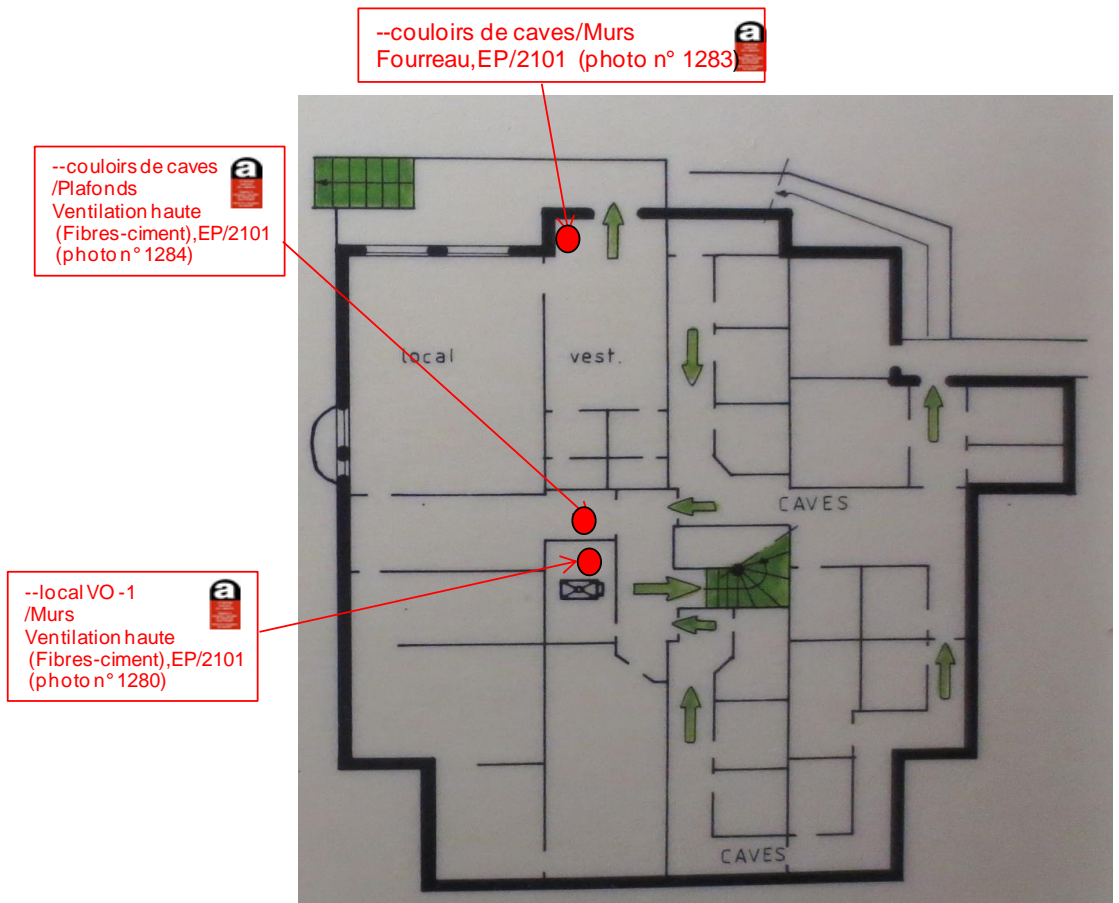 --couloirs de caves/Murs
Fourreau,EP/2101 (photo n° 1283)
a
--couloirs de caves
/Plafonds
Ventilation haute
(Fibres-ciment),EP/2101
(photo n° 1284)
a
local
vest.
CAVES
--local VO -1
/Murs
Ventilation haute
(Fibres-ciment),EP/2101
(photo n° 1280)
a
CAVES